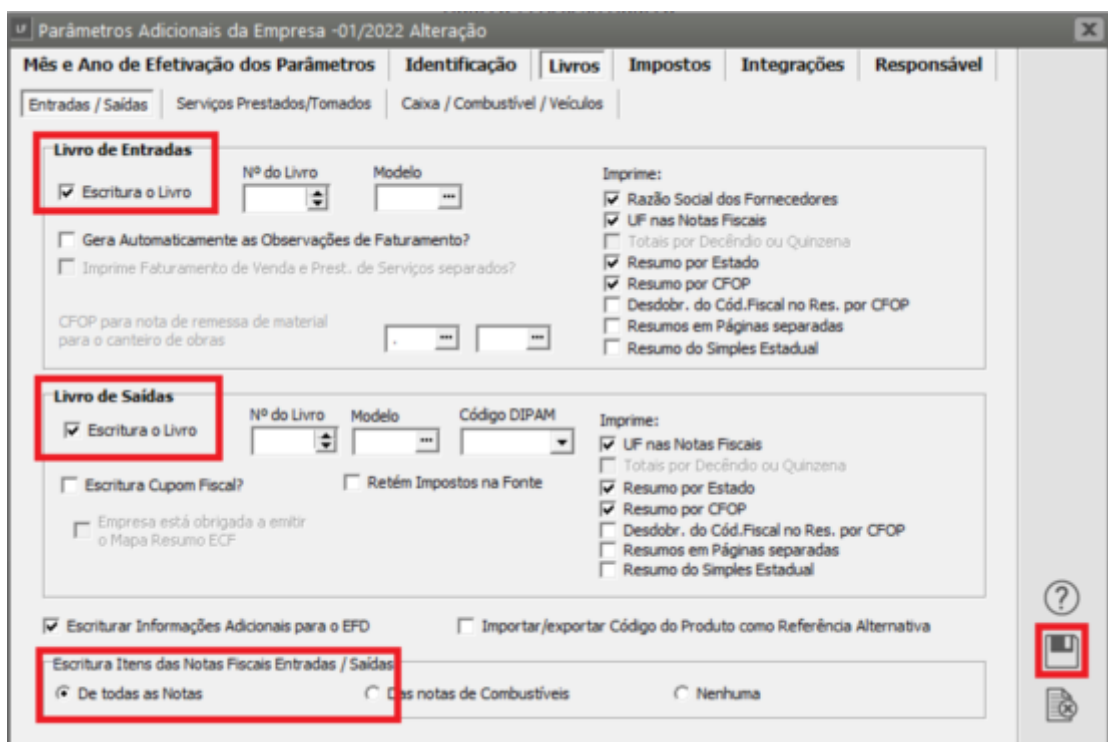 Parâmetros Adicionais da Empresa -01/2022 Alteração
Mês e Ano de Efetivação dos Parâmetros Identificação Livros Impostos Integrações Responsável
Entradas / Saídas Serviços Prestados/Tomados Caixa / Combustível / Veículos
Livro de Entradas
Escritura o Livro
Nº do Livro Modelo
Gera Automaticamente as Observações de Faturamento?
Imprime Faturamento de Venda e Prest. de Serviços separados?
CFOP para nota de remessa de material
para o canteiro de obras
Imprime:
Razão Social dos Fornecedores
UF nas Notas Fiscais
Totais por Decêndio ou Quinzena
Resumo por Estado
Resumo por CFOP
Desdobr. do Cód.Fiscal no Res. por CFOP
Resumos em Páginas separadas
Resumo do Simples Estadual
Livro de Saídas
Escritura o Livro
Nº do Livro Modelo Código DIPAM
Escritura Cupom Fiscal? Retém Impostos na Fonte
Empresa está obrigada a emitir
o Mapa Resumo ECF
Imprime:
UF nas Notas Fiscais
Totais por Decêndio ou Quinzena
Resumo por Estado
Resumo por CFOP
Desdobr. do Cód.Fiscal no Res. por CFOP
Resumos em Páginas separadas
Resumo do Simples Estadual
Escriturar Informações Adicionais para o EFD Importar/exportar Código do Produto como Referência Alternativa
Escritura Itens das Notas Fiscais Entradas / Saídas
De todas as Notas Das notas de Combustíveis Nenhuma